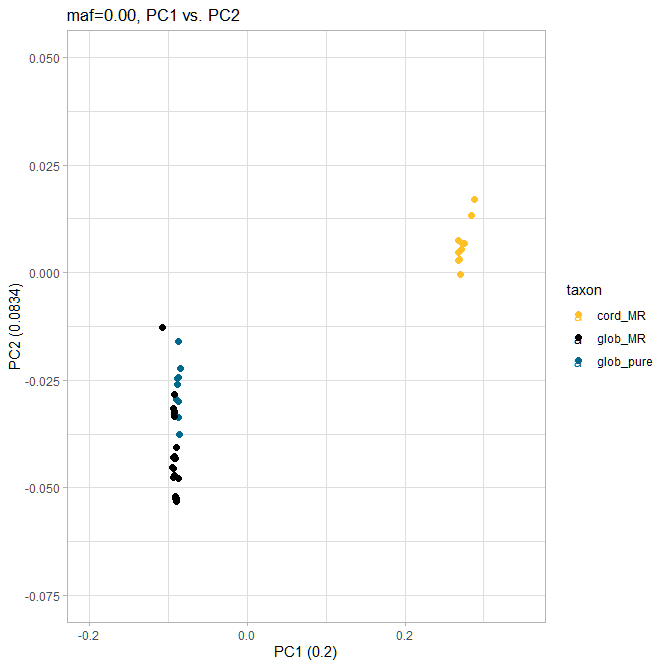 maf=0.00, PC1 vs. PC2
0.050
0.025
0.000
-0.025
-0.050
-0.075
PC2 (0.0834)
-0.2
0.0
0.2
PC1 (0.2)
taxon
a cord_MR
a glob_MR
a glob_pure